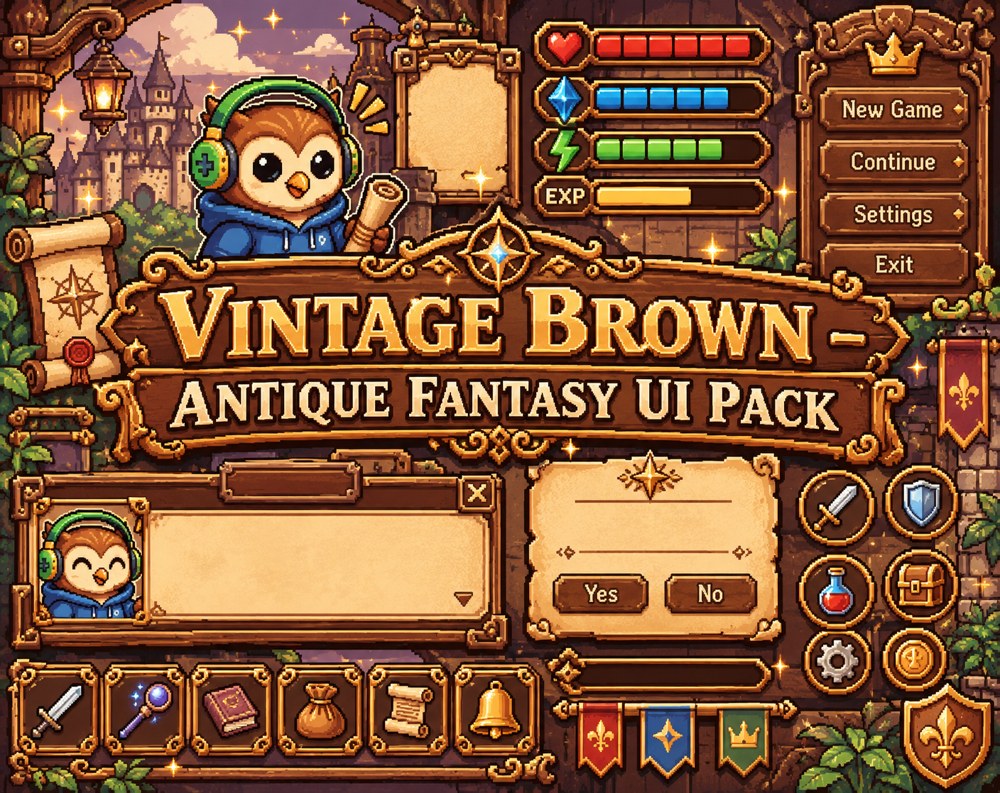 EXP
New Game
Continue
Settings
Exit
VINTAGE BROWN –
ANTIQUE FANTASY UI PACK
Yes
No